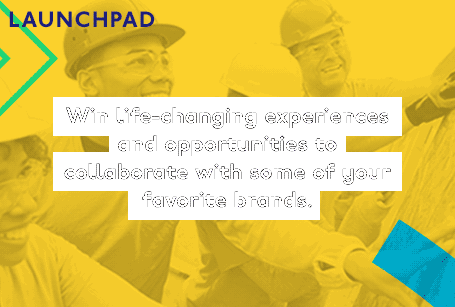 LAUNCHPAD
Win life-changing experiences
and opportunities to
collaborate with some of your
favorite brands.